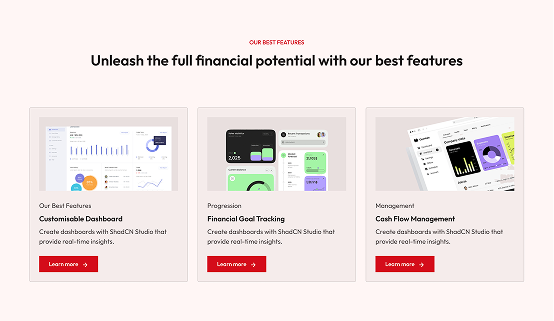 OUR BEST FEATURES
Unleash the full financial potential with our best features
Our Best Features
Customisable Dashboard
Create dashboards with ShadCN Studio that
provide real-time insights.
Learn more →
2,025
Progression
Financial Goal Tracking
Create dashboards with ShadCN Studio that
provide real-time insights.
Learn more →
Management
Cash Flow Management
Create dashboards with ShadCN Studio that
provide real-time insights.
Learn more →